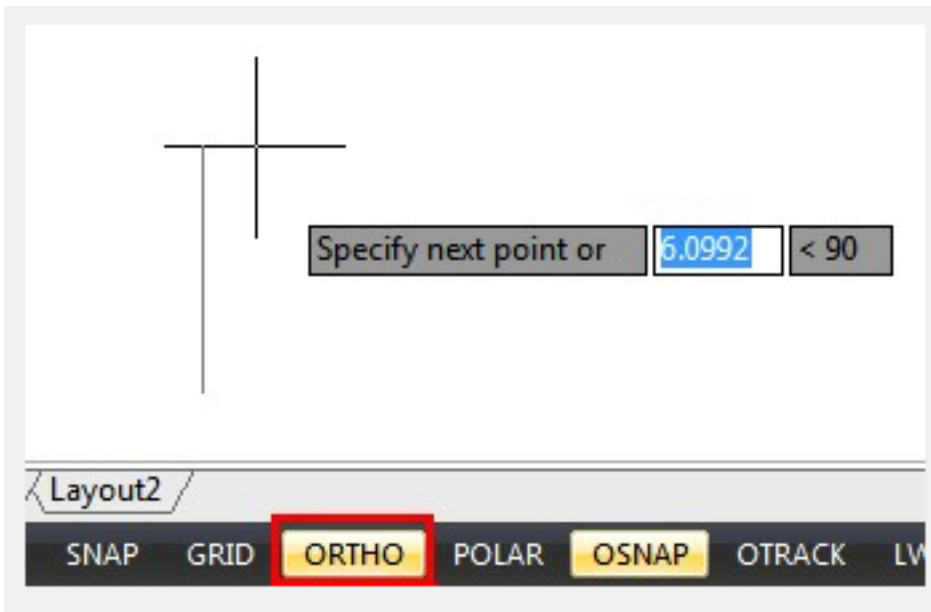 Specify next point or 6.0992 < 90
Layout2
SNAP GRID ORTHO POLAR OSNAP OTRACK